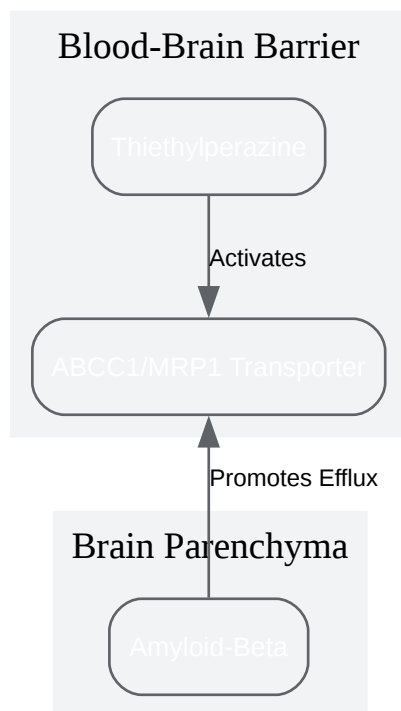 Blood-Brain Barrier
Thiethylperazine
Activates
ABCC1/MRP1 Transporter
Promotes Efflux
Brain Parenchyma
Amyloid-Beta